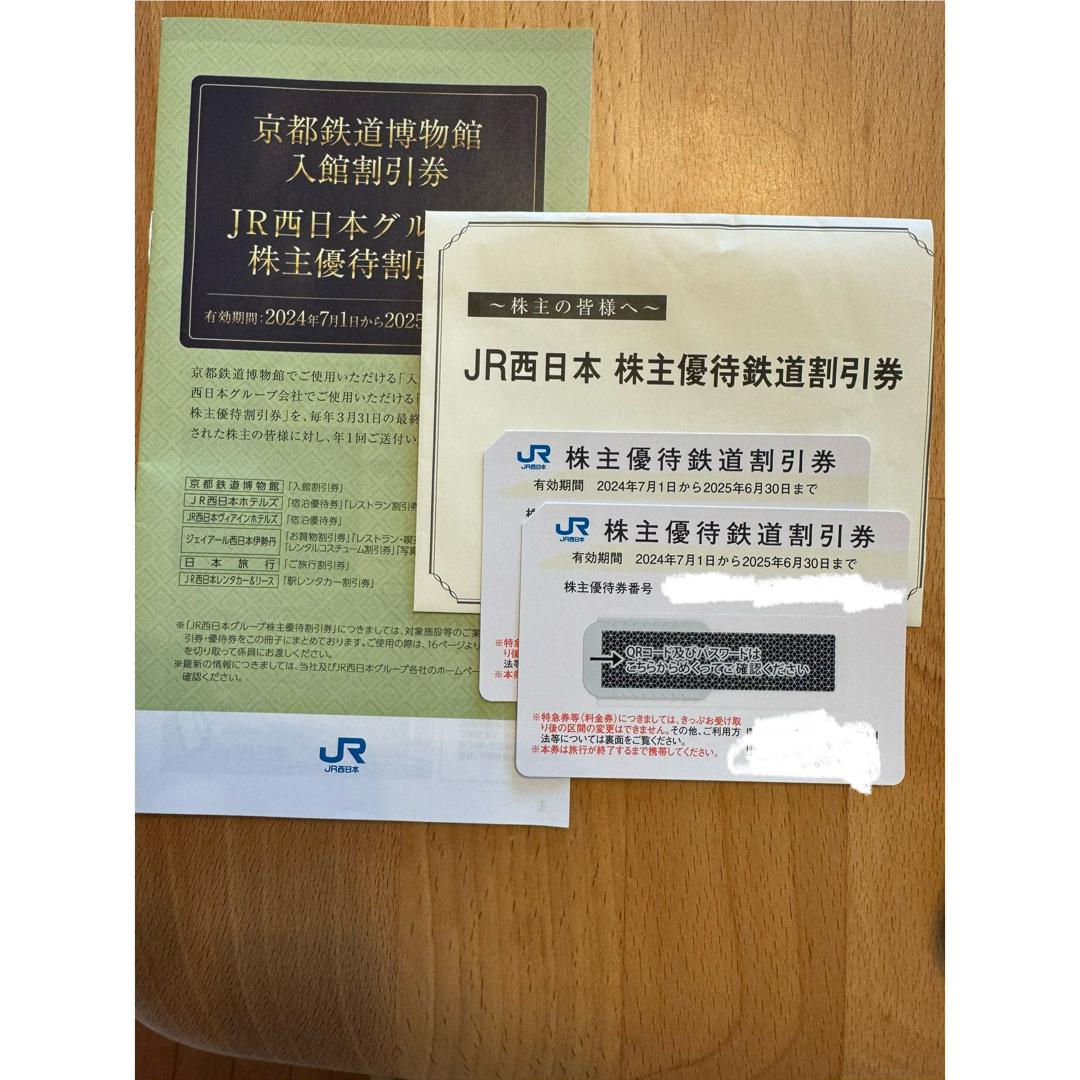 京都鉄道博物館
入館割引券
JR西日本グル
株主優待割引
有効期間：2024年7月1日から2025
京都鉄道博物館でご使用いただける「入
西日本グループ会社でご使用いただける「
株主優待割引券」を、毎年3月31日の最終
された株主の皆様に対し、年1回ご送付い
京都鉄道博物館 「入館割引券」
JR西日本ホテルズ 「宿泊優待券」「レストラン割引券
JR西日本ヴィアインホテルズ 「宿泊優待券」
ジェイアール西日本伊勢丹 「お買物割引券」「レストラン・喫
「レンタルコスチューム割引券」「写真
日本旅行 「ご旅行割引券」
JR西日本レンタカー&リース 「駅レンタカー割引券」
※「JR西日本グループ株主優待割引券」につきましては、対象施設等のご案
引券・優待券をこの冊子にまとめております。ご使用の際は、16ページより
を切り取って係員にお渡しください。
※最新の情報につきましては、当社及びJR西日本グループ各社のホームペー
確認ください。
JR
JR西日本
～株主の皆様へ～
JR西日本 株主優待鉄道割引券
JR
JR西日本
株主優待鉄道割引券
有効期間 2024年7月1日から2025年6月30日まで
株
※特急
り後
法等
※本券
JR
JR西日本
株主優待鉄道割引券
有効期間 2024年7月1日から2025年6月30日まで
株主優待券番号
QRコード及びパスワードは
こちらからめくってご確認ください
※特急券等（料金券）につきましては、きっぷお受け取
り後の区間の変更はできません。その他、ご利用方
法等については裏面をご覧ください。
※本券は旅行が終了するまで携帯してください。